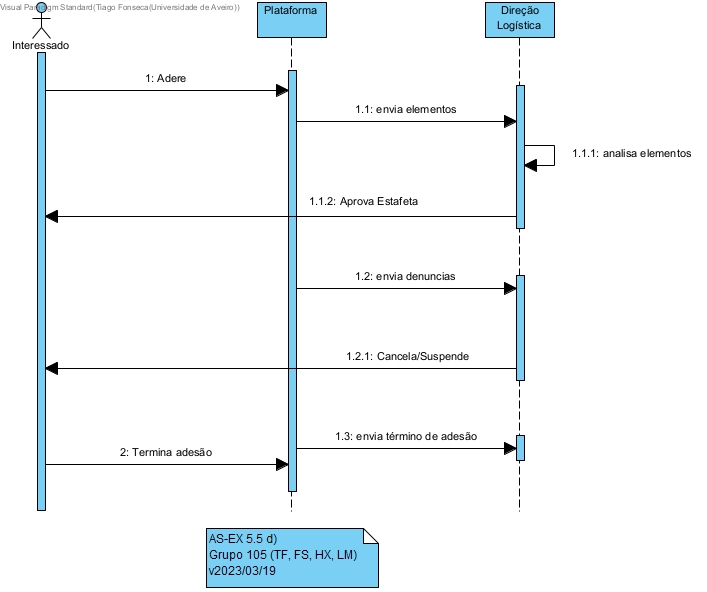 Visual Paradigm Standard(Tiago Fonseca(Universidade de Aveiro))
Interessado
Plataforma
Direção
Logística
1: Adere
1.1: envia elementos
1.1.1: analisa elementos
1.1.2: Aprova Estafeta
1.2: envia denuncias
1.2.1: Cancela/Suspende
1.3: envia término de adesão
2: Termina adesão
AS-EX 5.5 d)
Grupo 105 (TF, FS, HX, LM)
v2023/03/19